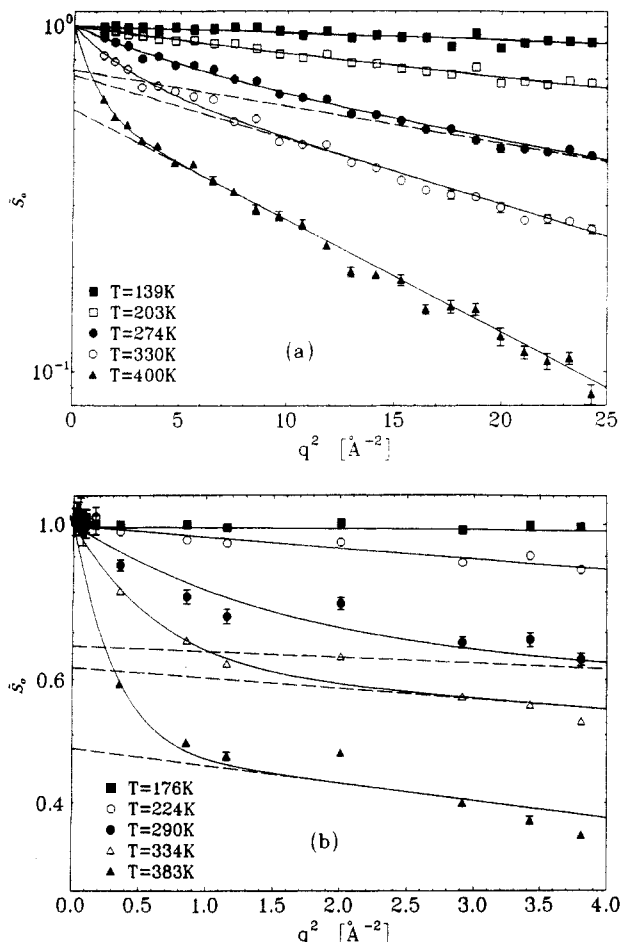 10⁰
S̃ₒ
10⁻¹
■ T=139K
□ T=203K
● T=274K
○ T=330K
▲ T=400K
(a)
0 5 10 15 20 25
q² [Å⁻²]
1.0
S̃ₒ
0.6
0.4
■ T=176K
○ T=224K
● T=290K
△ T=334K
▲ T=383K
(b)
0.0 0.5 1.0 1.5 2.0 2.5 3.0 3.5 4.0
q² [Å⁻²]